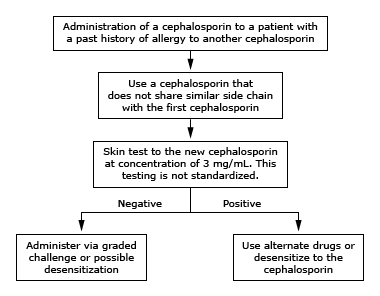 Administration of a cephalosporin to a patient with
a past history of allergy to another cephalosporin
Use a cephalosporin that
does not share similar side chain
with the first cephalosporin
Skin test to the new cephalosporin
at concentration of 3 mg/mL. This
testing is not standardized.
Negative
Positive
Administer via graded
challenge or possible
desensitization
Use alternate drugs or
desensitize to the
cephalosporin